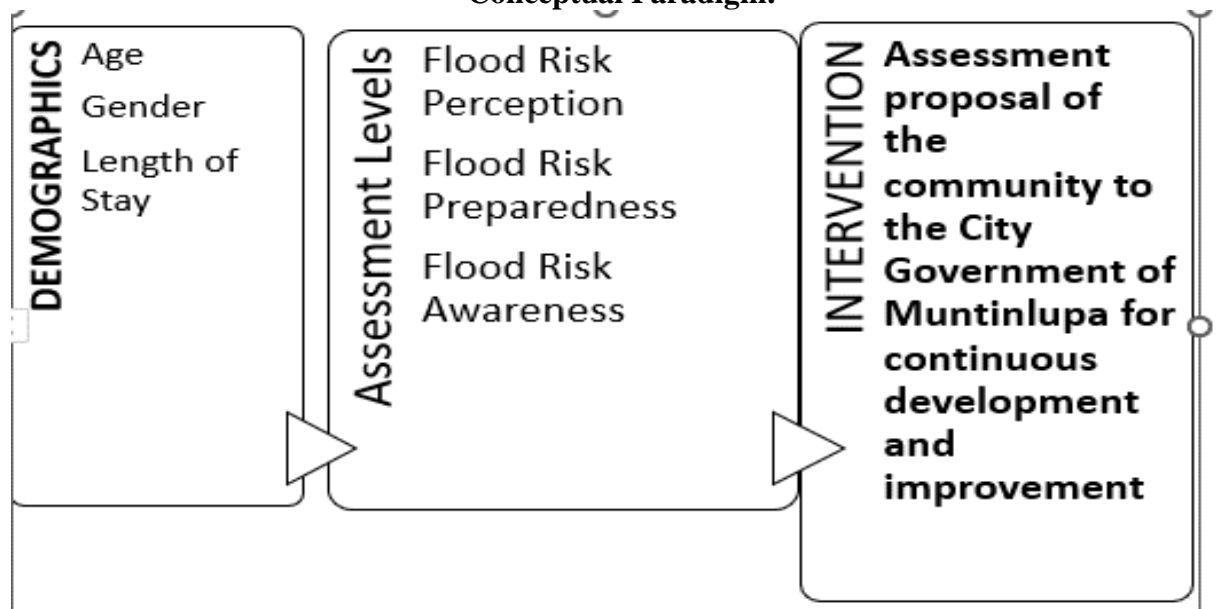 Conceptual Paradigm:
DEMOGRAPHICS
Age
Gender
Length of
Stay
Assessment Levels
Flood Risk
Perception
Flood Risk
Preparedness
Flood Risk
Awareness
INTERVENTION
Assessment
proposal of
the
community to
the City
Government of
Muntinlupa for
continuous
development
and
improvement